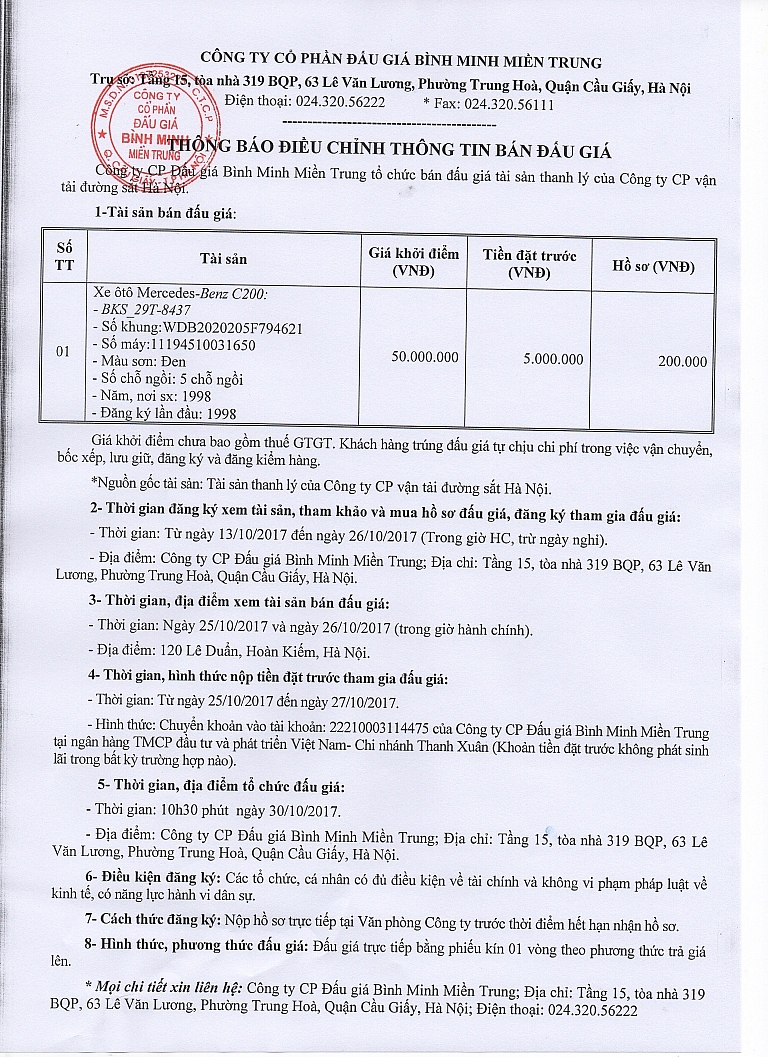 CÔNG TY CỔ PHẦN ĐẤU GIÁ BÌNH MINH MIỀN TRUNG
Trụ sở: Tầng 15, tòa nhà 319 BQP, 63 Lê Văn Lương, Phường Trung Hoà, Quận Cầu Giấy, Hà Nội
Điện thoại: 024.320.56222 * Fax: 024.320.56111
CÔNG TY
CỔ PHẦN
ĐẤU GIÁ
BÌNH MINH
MIỀN TRUNG
THÔNG BÁO ĐIỀU CHỈNH THÔNG TIN BÁN ĐẤU GIÁ
Công ty CP Đấu giá Bình Minh Miền Trung tổ chức bán đấu giá tài sản thanh lý của Công ty CP vận
tải đường sắt Hà Nội.
1-Tài sản bán đấu giá:
Số TT Tài sản Giá khởi điểm (VNĐ) Tiền đặt trước (VNĐ) Hồ sơ (VNĐ)
Xe ôtô Mercedes-Benz C200:
- BKS_29T-8437
- Số khung:WDB2020205F794621
- Số máy:11194510031650
01 - Màu sơn: Đen 50.000.000 5.000.000 200.000
- Số chỗ ngồi: 5 chỗ ngồi
- Năm, nơi sx: 1998
- Đăng ký lần đầu: 1998
Giá khởi điểm chưa bao gồm thuế GTGT. Khách hàng trúng đấu giá tự chịu chi phí trong việc vận chuyển,
bốc xếp, lưu giữ, đăng ký và đăng kiểm hàng.
*Nguồn gốc tài sản: Tài sản thanh lý của Công ty CP vận tải đường sắt Hà Nội.
2- Thời gian đăng ký xem tài sản, tham khảo và mua hồ sơ đấu giá, đăng ký tham gia đấu giá:
- Thời gian: Từ ngày 13/10/2017 đến ngày 26/10/2017 (Trong giờ HC, trừ ngày nghỉ).
- Địa điểm: Công ty CP Đấu giá Bình Minh Miền Trung; Địa chỉ: Tầng 15, tòa nhà 319 BQP, 63 Lê Văn
Lương, Phường Trung Hoà, Quận Cầu Giấy, Hà Nội.
3- Thời gian, địa điểm xem tài sản bán đấu giá:
- Thời gian: Ngày 25/10/2017 và ngày 26/10/2017 (trong giờ hành chính).
- Địa điểm: 120 Lê Duẩn, Hoàn Kiếm, Hà Nội.
4- Thời gian, hình thức nộp tiền đặt trước tham gia đấu giá:
- Thời gian: Từ ngày 25/10/2017 đến ngày 27/10/2017.
- Hình thức: Chuyển khoản vào tài khoản: 22210003114475 của Công ty CP Đấu giá Bình Minh Miền Trung
tại ngân hàng TMCP đầu tư và phát triển Việt Nam- Chi nhánh Thanh Xuân (Khoản tiền đặt trước không phát sinh
lãi trong bất kỳ trường hợp nào).
5- Thời gian, địa điểm tổ chức đấu giá:
- Thời gian: 10h30 phút ngày 30/10/2017.
- Địa điểm: Công ty CP Đấu giá Bình Minh Miền Trung; Địa chỉ: Tầng 15, tòa nhà 319 BQP, 63 Lê
Văn Lương, Phường Trung Hoà, Quận Cầu Giấy, Hà Nội.
6- Điều kiện đăng ký: Các tổ chức, cá nhân có đủ điều kiện về tài chính và không vi phạm pháp luật về
kinh tế, có năng lực hành vi dân sự.
7- Cách thức đăng ký: Nộp hồ sơ trực tiếp tại Văn phòng Công ty trước thời điểm hết hạn nhận hồ sơ.
8- Hình thức, phương thức đấu giá: Đấu giá trực tiếp bằng phiếu kín 01 vòng theo phương thức trả giá
lên.
* Mọi chi tiết xin liên hệ: Công ty CP Đấu giá Bình Minh Miền Trung; Địa chỉ: Tầng 15, tòa nhà 319
BQP, 63 Lê Văn Lương, Phường Trung Hoà, Quận Cầu Giấy, Hà Nội; Điện thoại: 024.320.56222